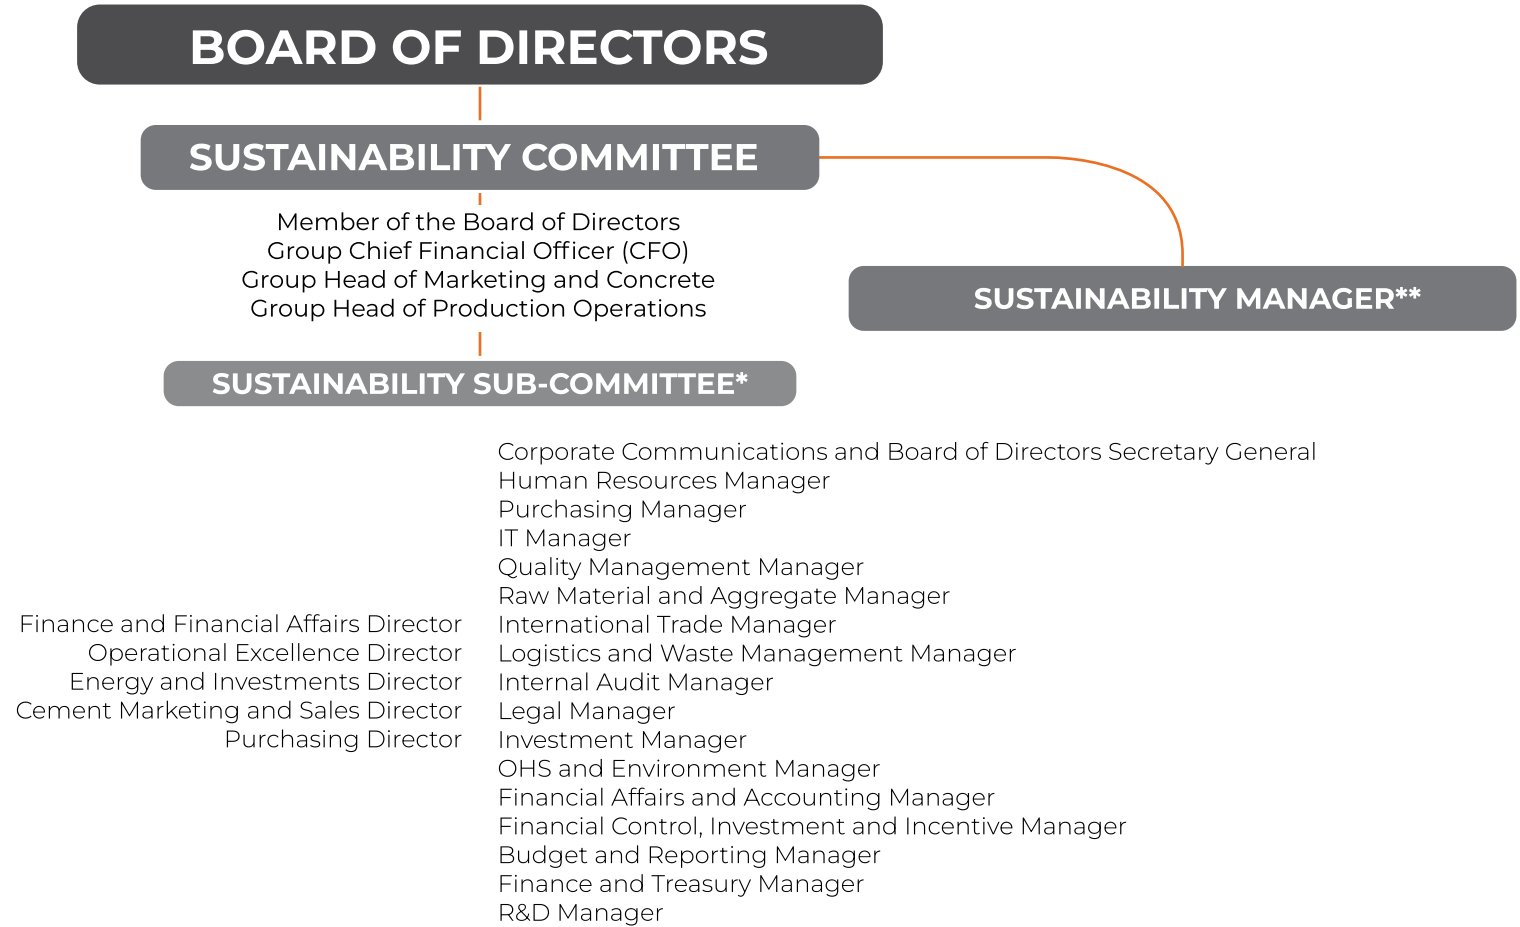 BOARD OF DIRECTORS
SUSTAINABILITY COMMITTEE
Member of the Board of Directors
Group Chief Financial Officer (CFO)
Group Head of Marketing and Concrete
Group Head of Production Operations
SUSTAINABILITY MANAGER**
SUSTAINABILITY SUB-COMMITTEE*
Finance and Financial Affairs Director
Operational Excellence Director
Energy and Investments Director
Cement Marketing and Sales Director
Purchasing Director
Corporate Communications and Board of Directors Secretary General
Human Resources Manager
Purchasing Manager
IT Manager
Quality Management Manager
Raw Material and Aggregate Manager
International Trade Manager
Logistics and Waste Management Manager
Internal Audit Manager
Legal Manager
Investment Manager
OHS and Environment Manager
Financial Affairs and Accounting Manager
Financial Control, Investment and Incentive Manager
Budget and Reporting Manager
Finance and Treasury Manager
R&D Manager